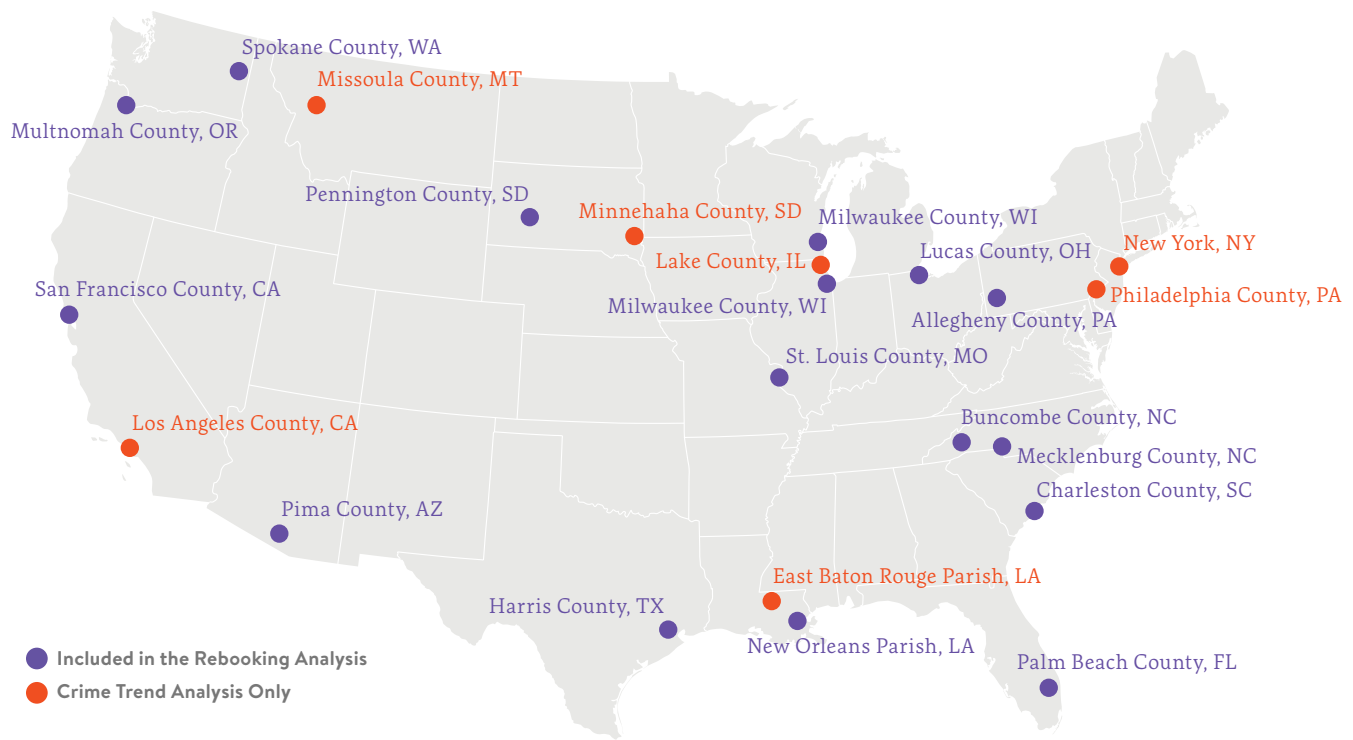 Spokane County, WA
Missoula County, MT
Multnomah County, OR
Pennington County, SD
Minnehaha County, SD
Milwaukee County, WI
New York, NY
Lucas County, OH
Lake County, IL
San Francisco County, CA
Philadelphia County, PA
Milwaukee County, WI
Allegheny County, PA
St. Louis County, MO
Buncombe County, NC
Los Angeles County, CA
Mecklenburg County, NC
Charleston County, SC
Pima County, AZ
East Baton Rouge Parish, LA
Harris County, TX
New Orleans Parish, LA
Palm Beach County, FL
Included in the Rebooking Analysis
Crime Trend Analysis Only